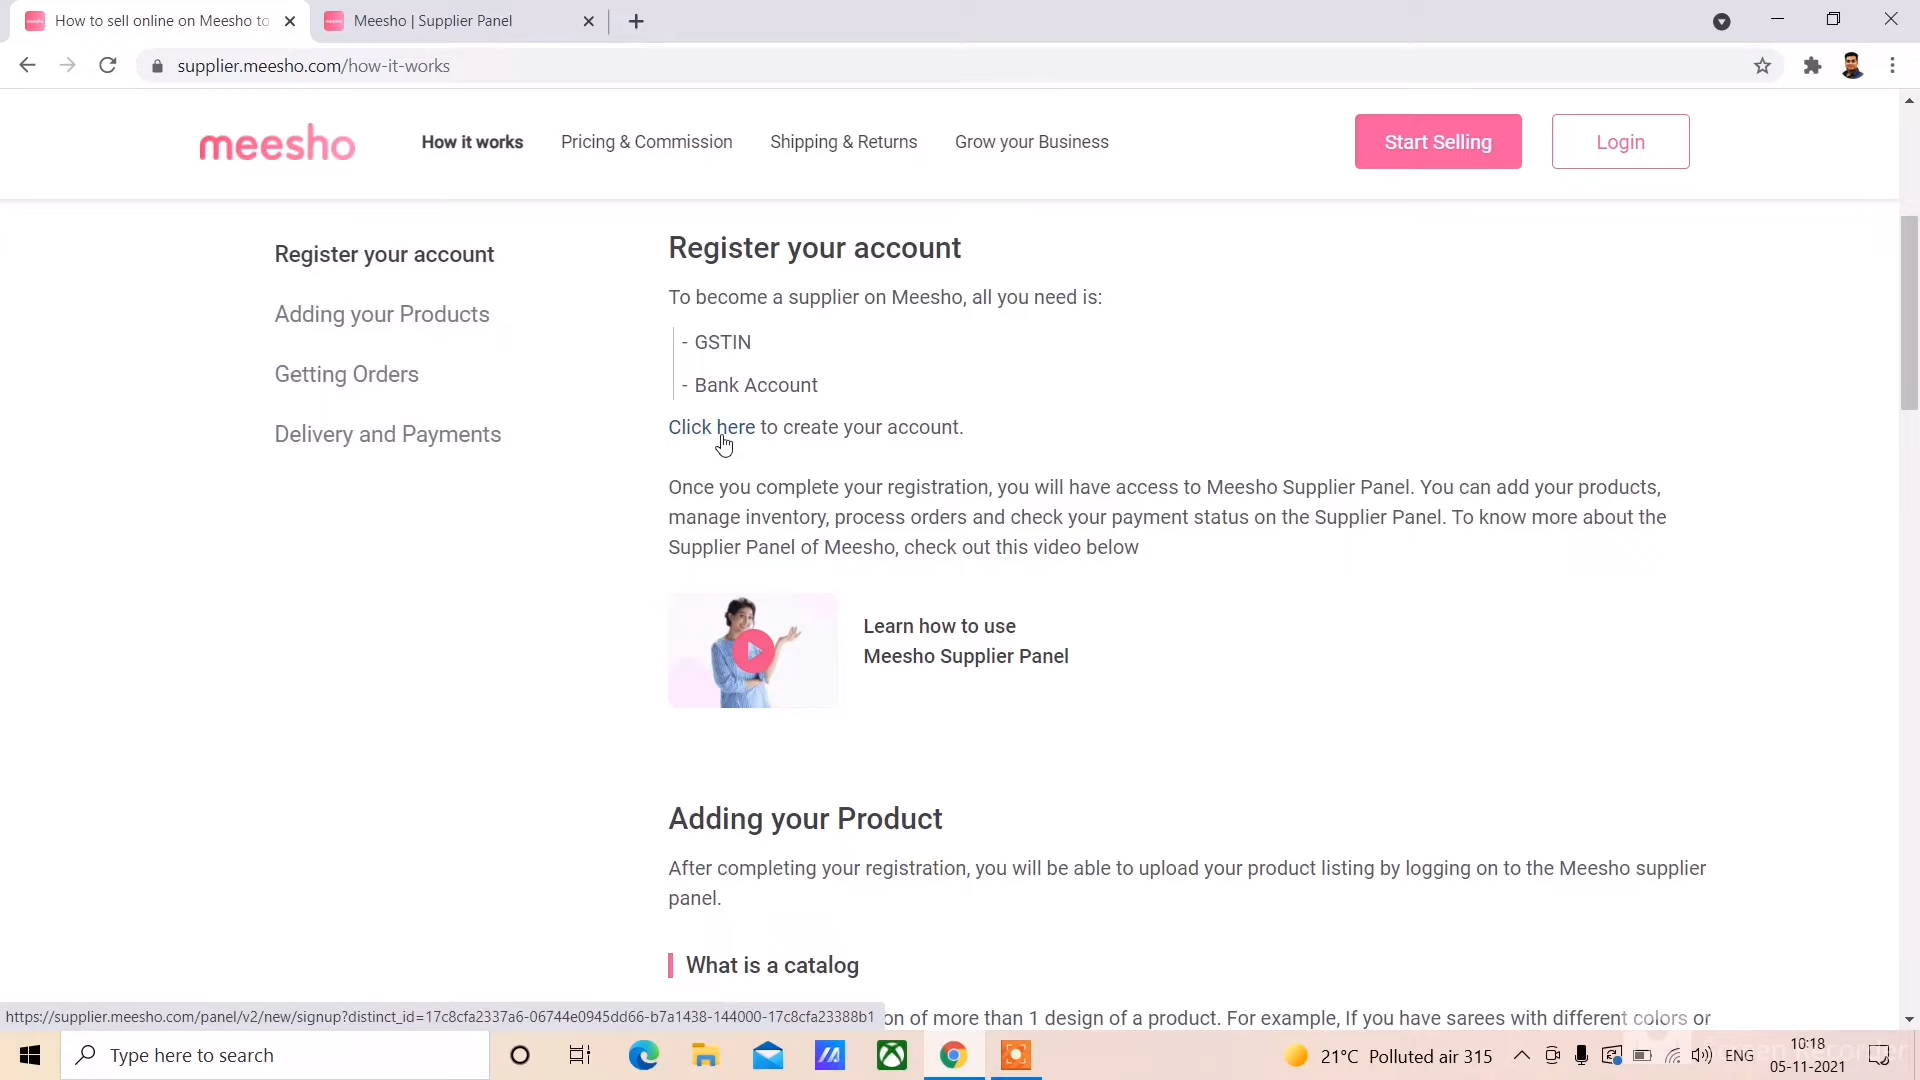 How to sell online on Meesho to
Meesho | Supplier Panel
supplier.meesho.com/how-it-works
meesho
How it works
Pricing & Commission
Shipping & Returns
Grow your Business
Start Selling
Login
Register your account
Adding your Products
Getting Orders
Delivery and Payments
Register your account
To become a supplier on Meesho, all you need is:
- GSTIN
- Bank Account
Click here to create your account.
Once you complete your registration, you will have access to Meesho Supplier Panel. You can add your products,
manage inventory, process orders and check your payment status on the Supplier Panel. To know more about the
Supplier Panel of Meesho, check out this video below
Learn how to use
Meesho Supplier Panel
Adding your Product
After completing your registration, you will be able to upload your product listing by logging on to the Meesho supplier
panel.
What is a catalog
on of more than 1 design of a product. For example, If you have sarees with different colors or
https://supplier.meesho.com/panel/v2/new/signup?distinct_id=17c8cfa2337a6-06744e0945dd66-b7a1438-144000-17c8cfa23388b1
Type here to search
21°C Polluted air 315
ENG
10:18
05-11-2021